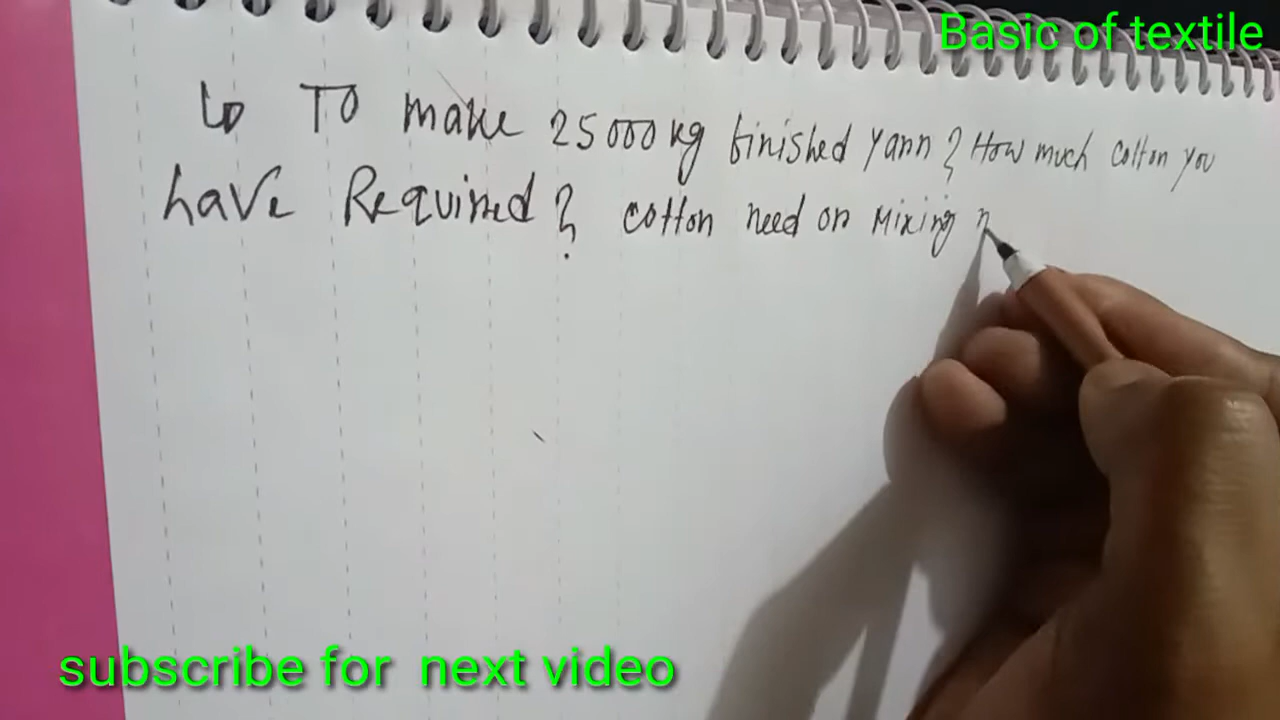 Basic of textile
To make 25000 kg finished yarn? How much cotton you
have Required? cotton need on Mixing
subscribe for next video